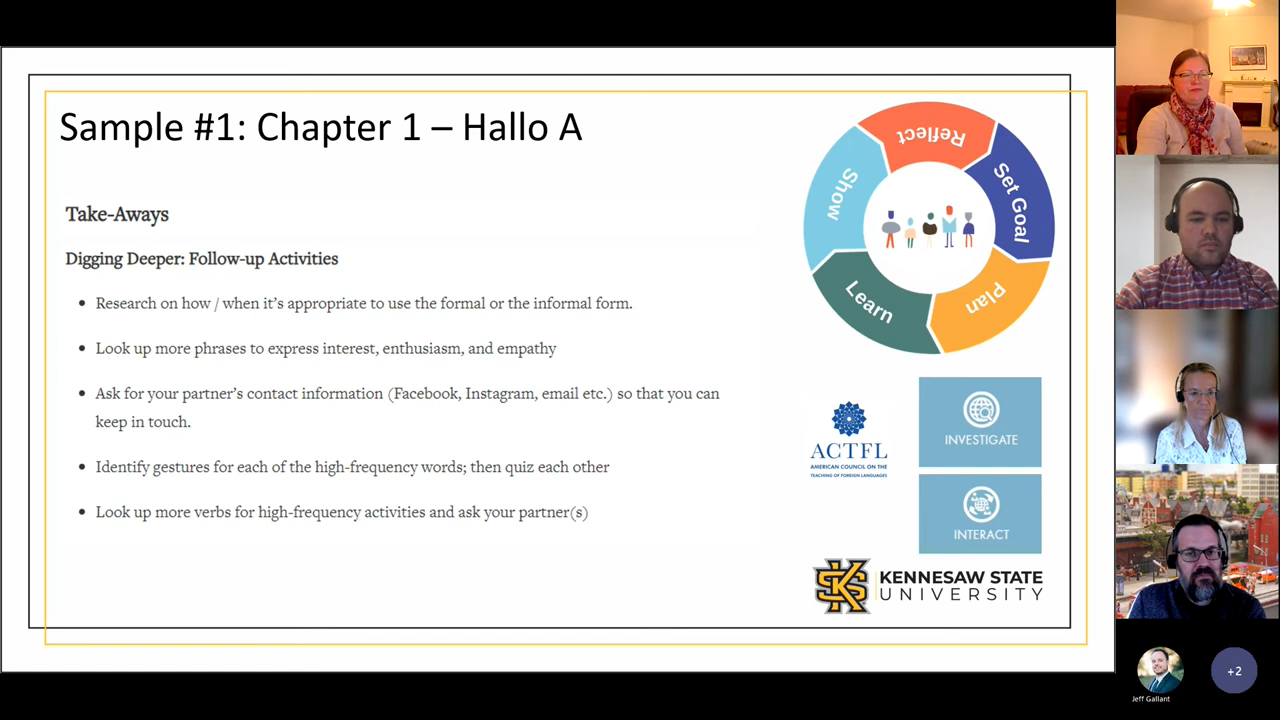 Sample #1: Chapter 1 – Hallo A
Take-Aways
Digging Deeper: Follow-up Activities
• Research on how / when it's appropriate to use the formal or the informal form.
• Look up more phrases to express interest, enthusiasm, and empathy
• Ask for your partner's contact information (Facebook, Instagram, email etc.) so that you can
keep in touch.
• Identify gestures for each of the high-frequency words; then quiz each other
• Look up more verbs for high-frequency activities and ask your partner(s)
Reflect
Set Goal
Plan
Learn
Show
ACTFL
AMERICAN COUNCIL ON THE
TEACHING OF FOREIGN LANGUAGES
INVESTIGATE
INTERACT
KS
KENNESAW STATE
UNIVERSITY
Jeff Gallant
+2